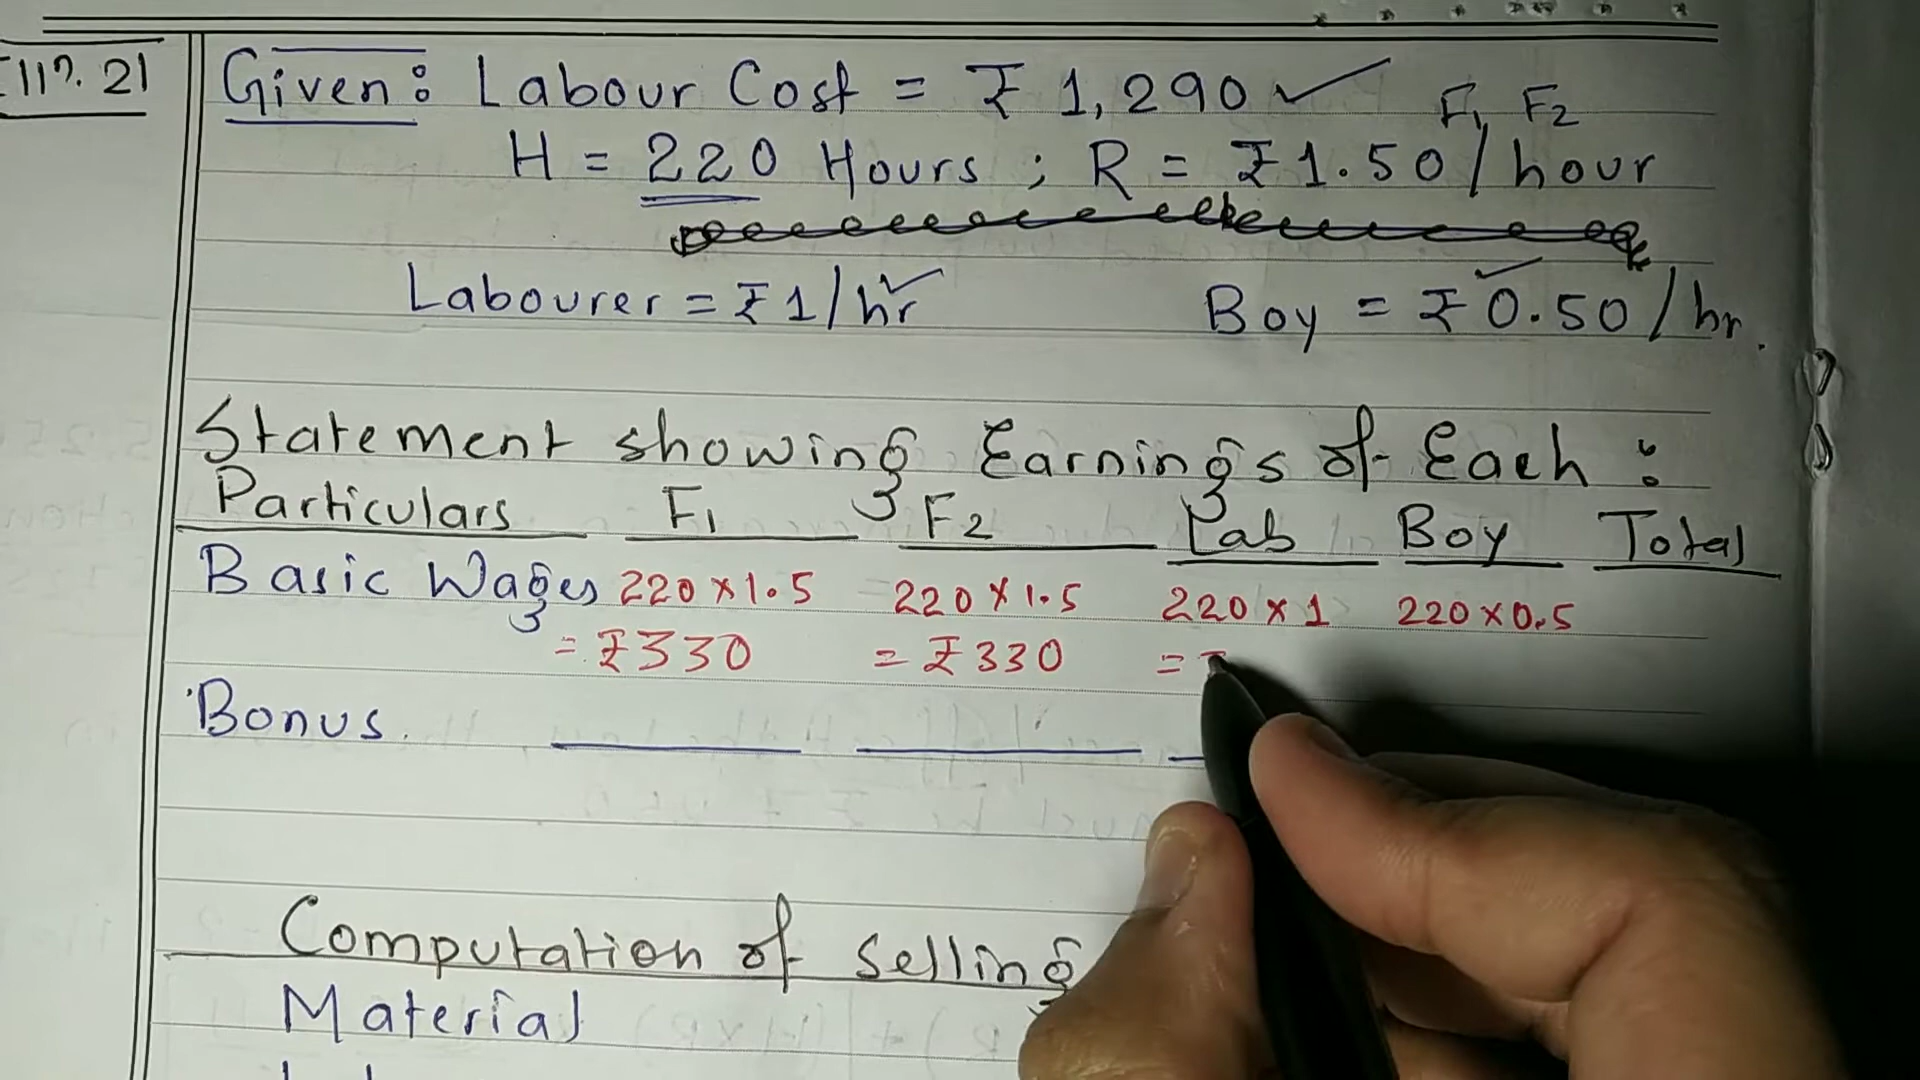 Ill?. 21
Given: Labour Cost = ₹ 1,290 ✓ F1 F2
H = 220 Hours ; R = ₹1.50/hour
Labourer = ₹1/hr ✓ Boy = ₹0.50/hr.
Statement showing Earnings of Each:
Particulars F1 F2 Lab Boy Total
Basic Wages 220×1.5 220×1.5 220×1 220×0.5
= ₹330 = ₹330 =
Bonus.
Computation of Selling
Material